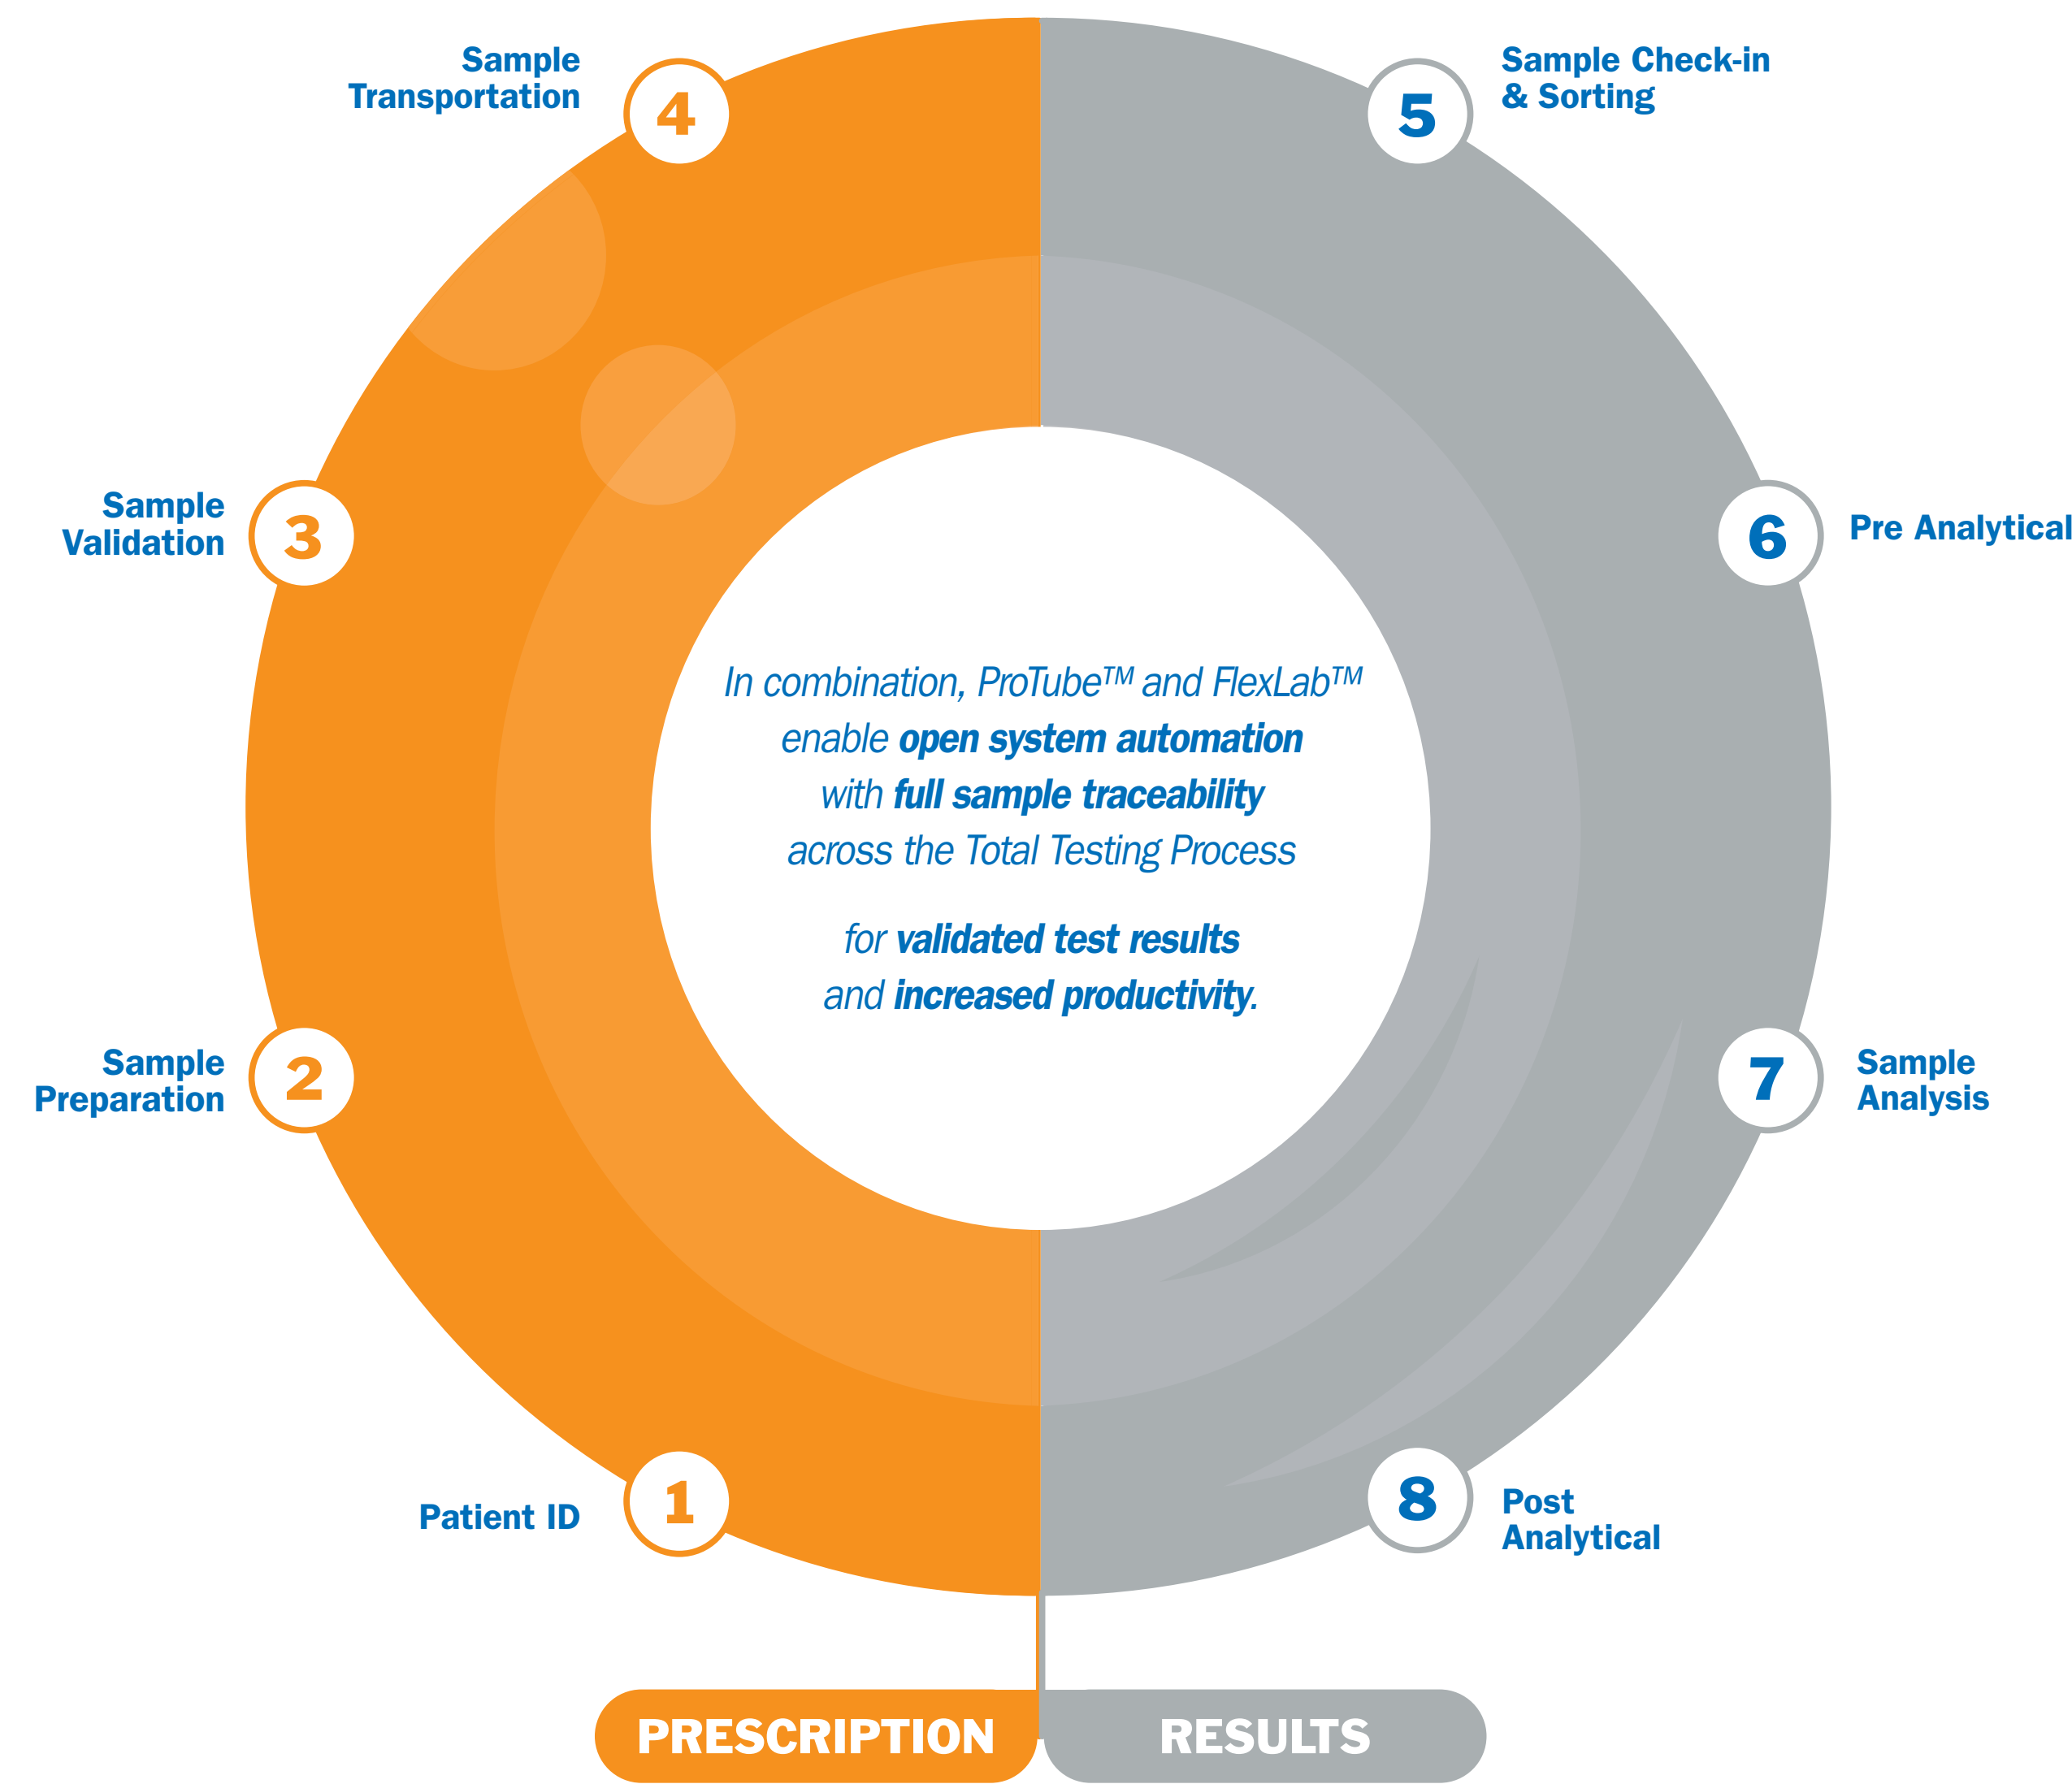 Sample
Transportation
4
5
Sample Check-in
& Sorting
Sample
Validation
3
6
Pre Analytical
In combination, ProTube™ and FlexLab™
enable open system automation
with full sample traceability
across the Total Testing Process
for validated test results
and increased productivity.
Sample
Preparation
2
7
Sample
Analysis
Patient ID
1
8
Post
Analytical
PRESCRIPTION
RESULTS